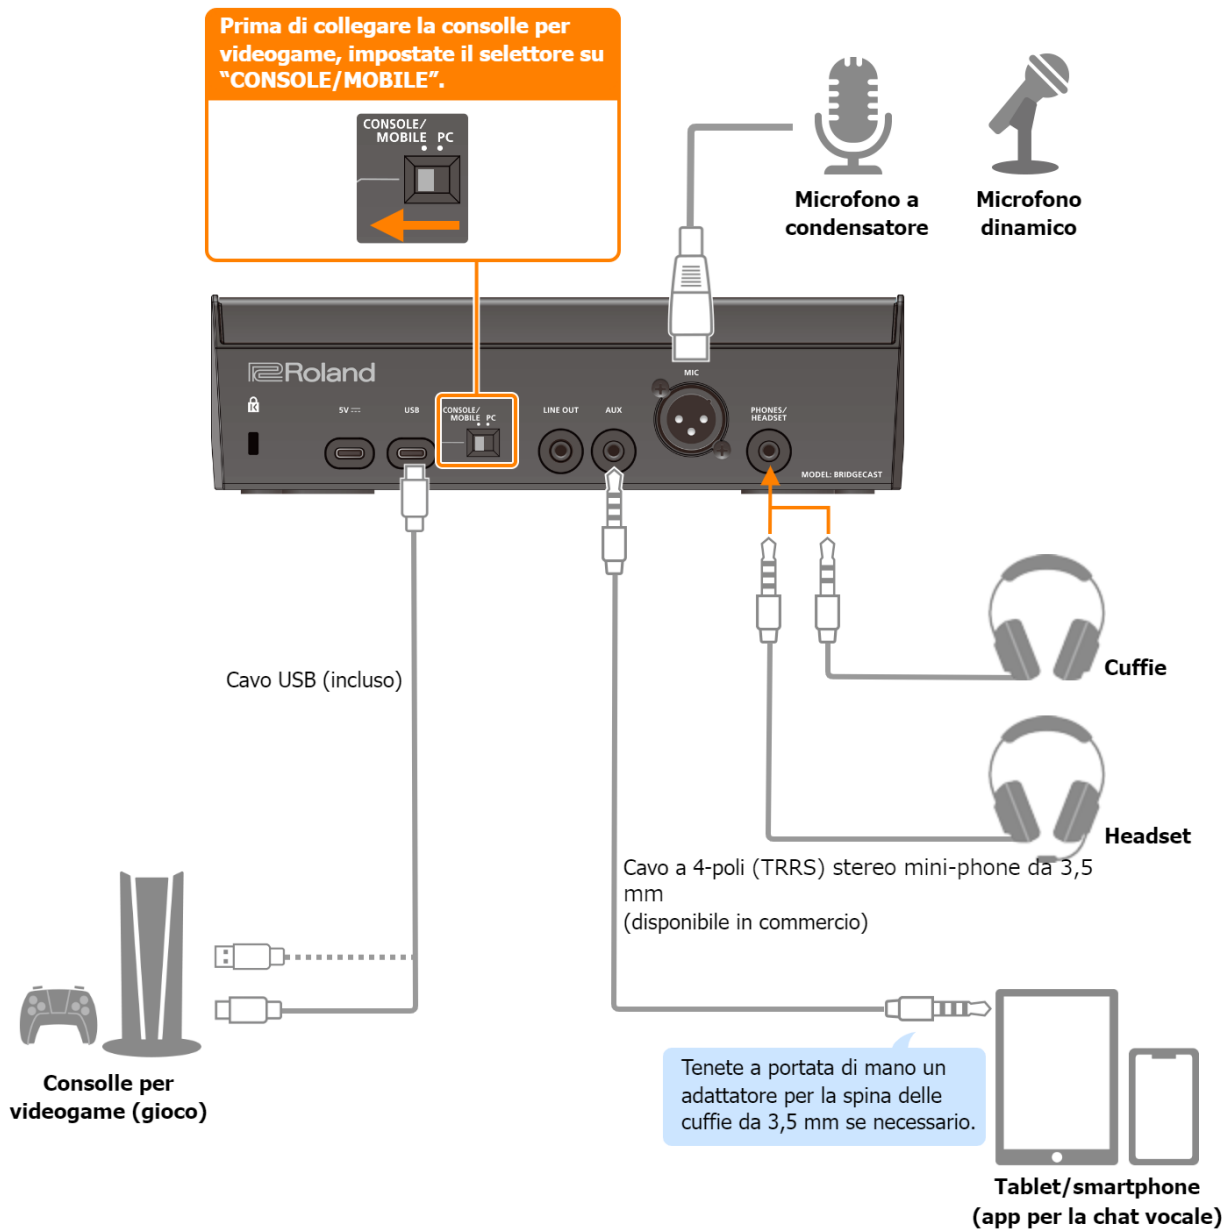 Prima di collegare la consolle per
videogame, impostate il selettore su
“CONSOLE/MOBILE”.
CONSOLE/
MOBILE PC
Microfono a
condensatore
Microfono
dinamico
Roland
MIC
K
5V
USB
CONSOLE/
MOBILE PC
LINE OUT
AUX
PHONES/
HEADSET
MODEL: BRIDGECAST
Cavo USB (incluso)
Cuffie
Headset
Cavo a 4-poli (TRRS) stereo mini-phone da 3,5
mm
(disponibile in commercio)
Consolle per
videogame (gioco)
Tenete a portata di mano un
adattatore per la spina delle
cuffie da 3,5 mm se necessario.
Tablet/smartphone
(app per la chat vocale)